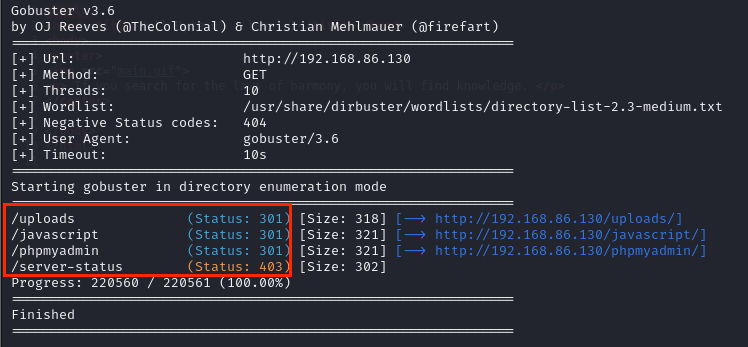 Gobuster v3.6
by OJ Reeves (@TheColonial) & Christian Mehlmauer (@firefart)
===============================================================
[+] Url: http://192.168.86.130
[+] Method: GET
[+] Threads: 10
[+] Wordlist: /usr/share/dirbuster/wordlists/directory-list-2.3-medium.txt
[+] Negative Status codes: 404
[+] User Agent: gobuster/3.6
[+] Timeout: 10s
===============================================================
Starting gobuster in directory enumeration mode
===============================================================
/uploads (Status: 301) [Size: 318] [--> http://192.168.86.130/uploads/]
/javascript (Status: 301) [Size: 321] [--> http://192.168.86.130/javascript/]
/phpmyadmin (Status: 301) [Size: 321] [--> http://192.168.86.130/phpmyadmin/]
/server-status (Status: 403) [Size: 302]
Progress: 220560 / 220561 (100.00%)
===============================================================
Finished
===============================================================